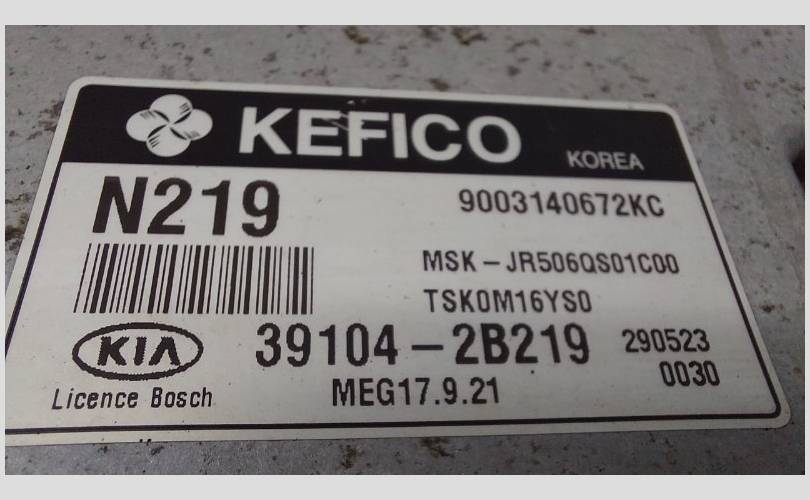 KEFICO
KOREA
N219
9003140672KC
MSK-JR506QS01C00
TSK0M16YS0
KIA
39104-2B219
290523
Licence Bosch
MEG17.9.21
0030